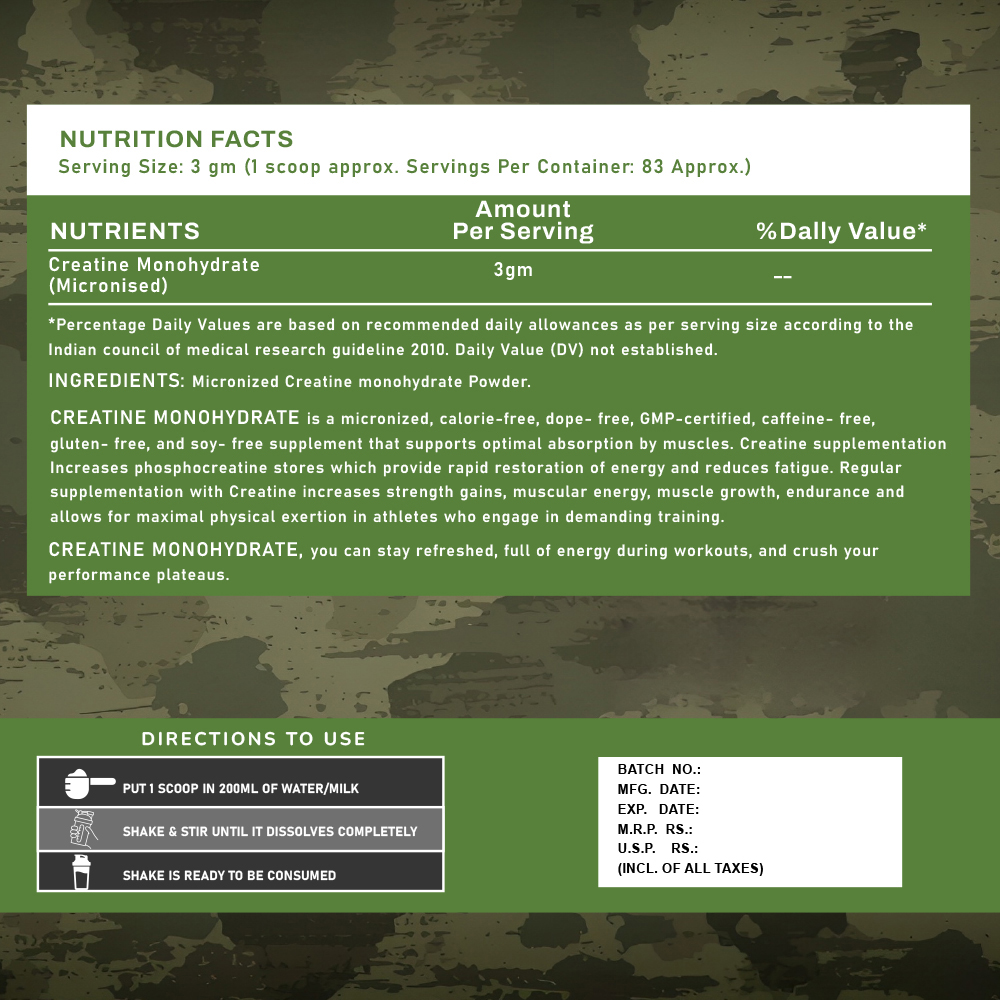 NUTRITION FACTS
Serving Size: 3 gm (1 scoop approx. Servings Per Container: 83 Approx.)
NUTRIENTS
Amount
Per Serving
%Dally Value*
Creatine Monohydrate
(Micronised)
3gm
--
*Percentage Daily Values are based on recommended daily allowances as per serving size according to the
Indian council of medical research guideline 2010. Daily Value (DV) not established.
INGREDIENTS: Micronized Creatine monohydrate Powder.
CREATINE MONOHYDRATE is a micronized, calorie-free, dope- free, GMP-certified, caffeine- free,
gluten- free, and soy- free supplement that supports optimal absorption by muscles. Creatine supplementation
Increases phosphocreatine stores which provide rapid restoration of energy and reduces fatigue. Regular
supplementation with Creatine increases strength gains, muscular energy, muscle growth, endurance and
allows for maximal physical exertion in athletes who engage in demanding training.
CREATINE MONOHYDRATE, you can stay refreshed, full of energy during workouts, and crush your
performance plateaus.
DIRECTIONS TO USE
PUT 1 SCOOP IN 200ML OF WATER/MILK
SHAKE & STIR UNTIL IT DISSOLVES COMPLETELY
SHAKE IS READY TO BE CONSUMED
BATCH NO.:
MFG. DATE:
EXP. DATE:
M.R.P. RS.:
U.S.P. RS.:
(INCL. OF ALL TAXES)